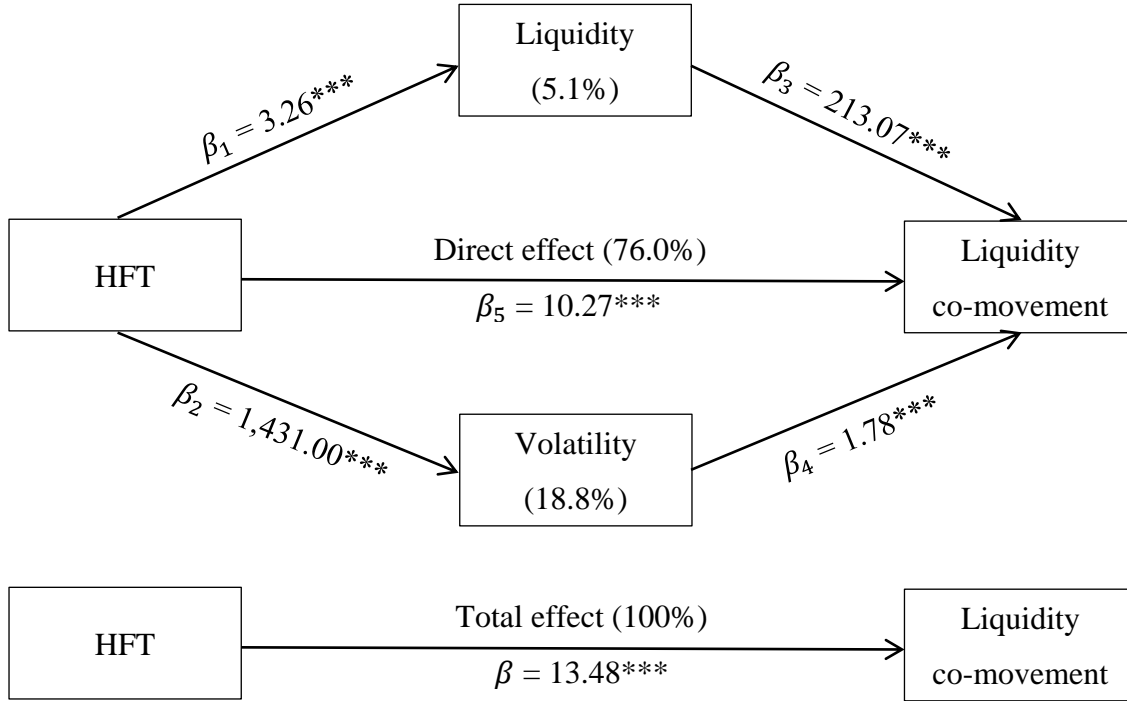 Liquidity
(5.1%)
β₁ = 3.26***
β₃ = 213.07***
HFT
Direct effect (76.0%)
β₅ = 10.27***
Liquidity
co-movement
β₂ = 1,431.00***
Volatility
(18.8%)
β₄ = 1.78***
HFT
Total effect (100%)
β = 13.48***
Liquidity
co-movement